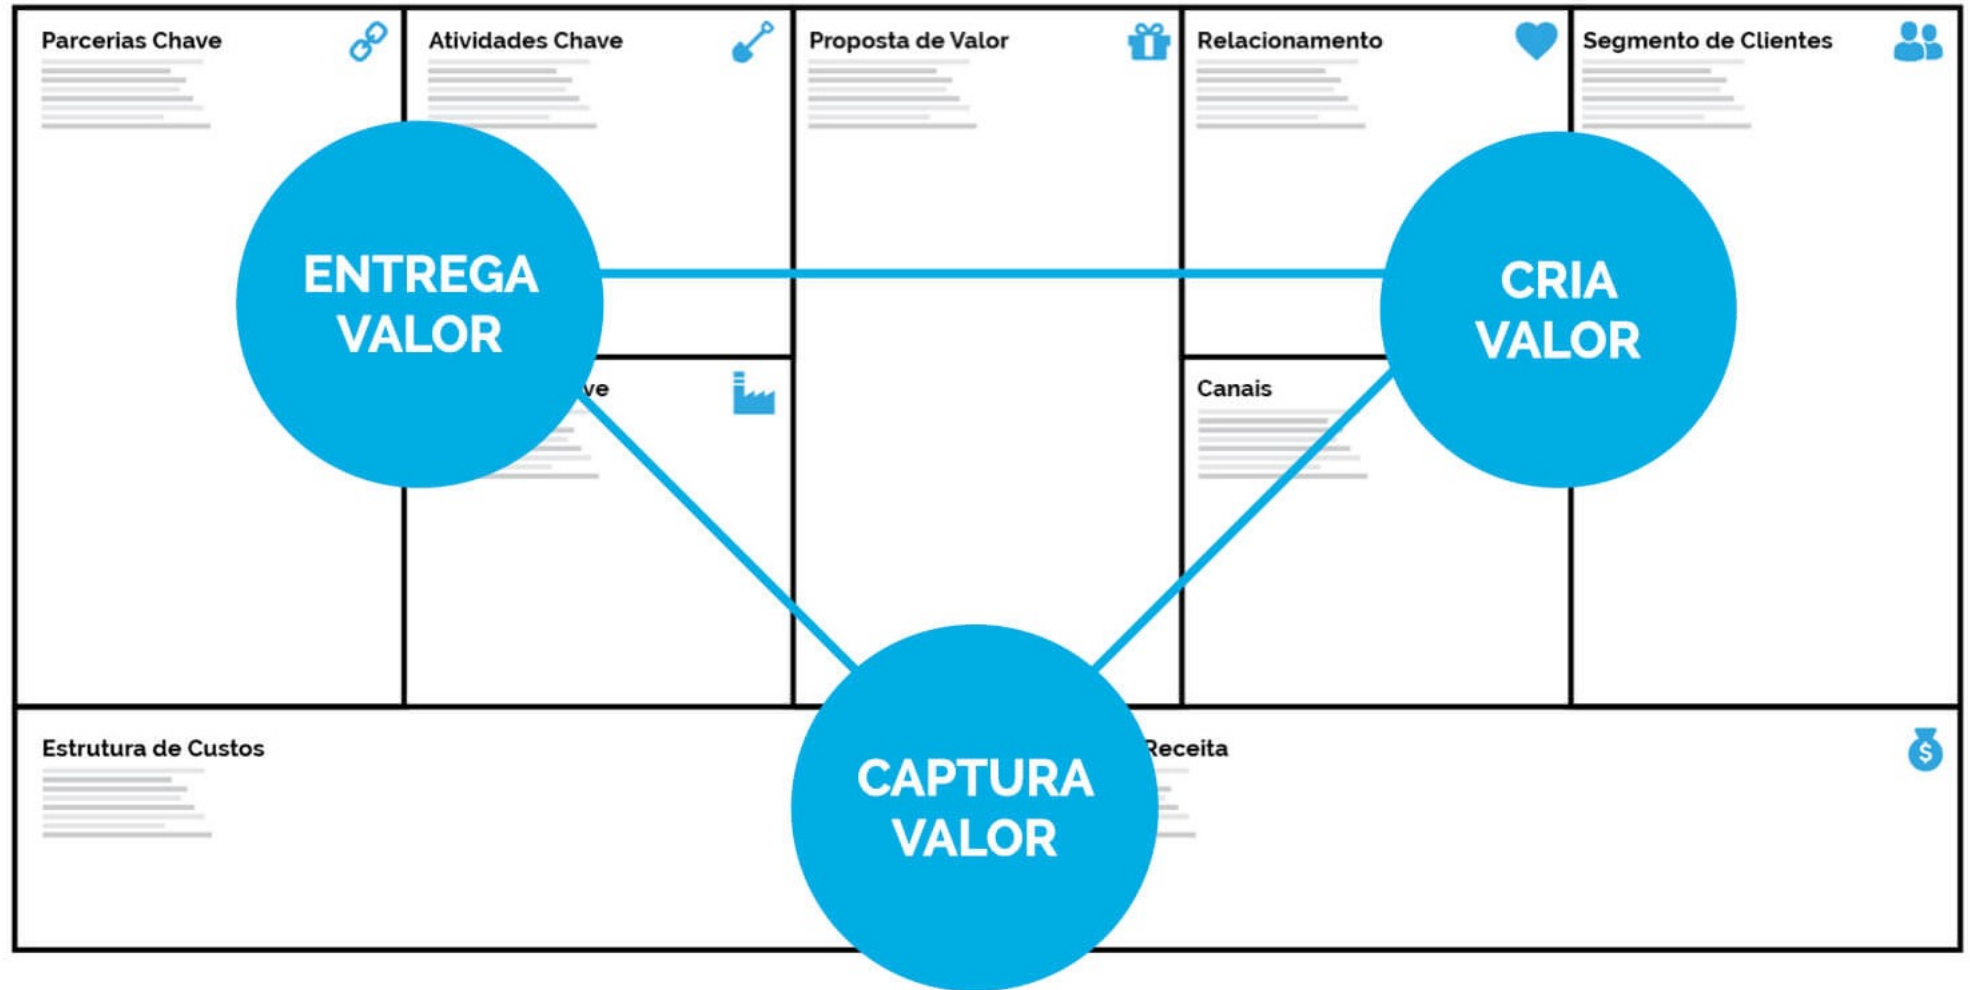 Parcerias Chave
Atividades Chave
Proposta de Valor
Relacionamento
Segmento de Clientes
ENTREGA
VALOR
CRIA
VALOR
ve
Canais
CAPTURA
VALOR
Estrutura de Custos
Receita
$